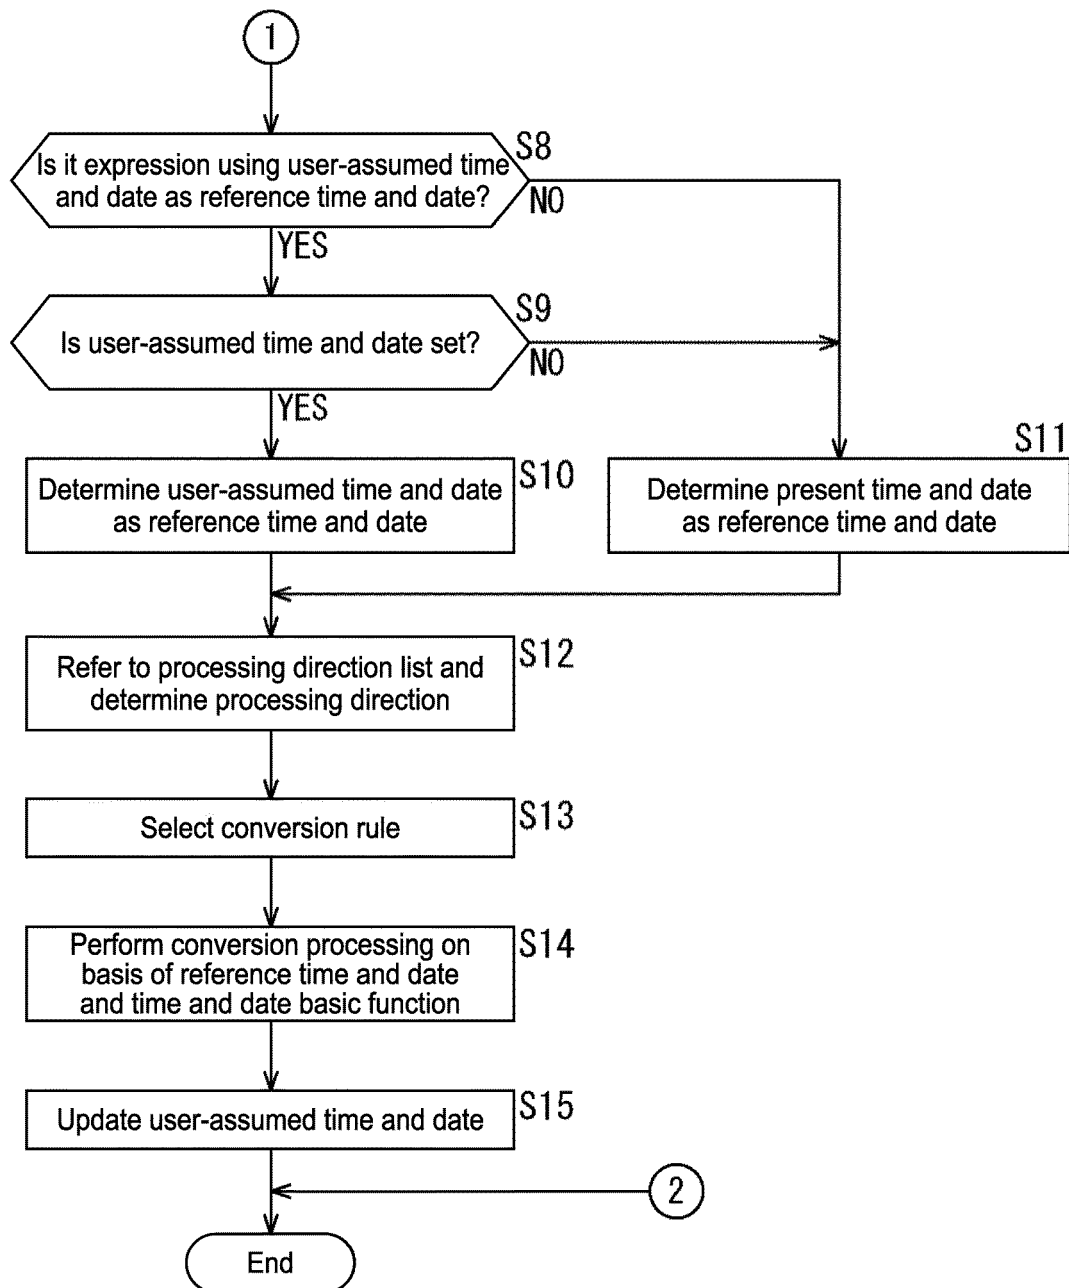 1
Is it expression using user-assumed time
and date as reference time and date?
S8
NO
YES
Is user-assumed time and date set?
S9
NO
YES
Determine user-assumed time and date
as reference time and date
S10
S11
Determine present time and date
as reference time and date
Refer to processing direction list and
determine processing direction
S12
Select conversion rule
S13
Perform conversion processing on
basis of reference time and date
and time and date basic function
S14
Update user-assumed time and date
S15
2
End